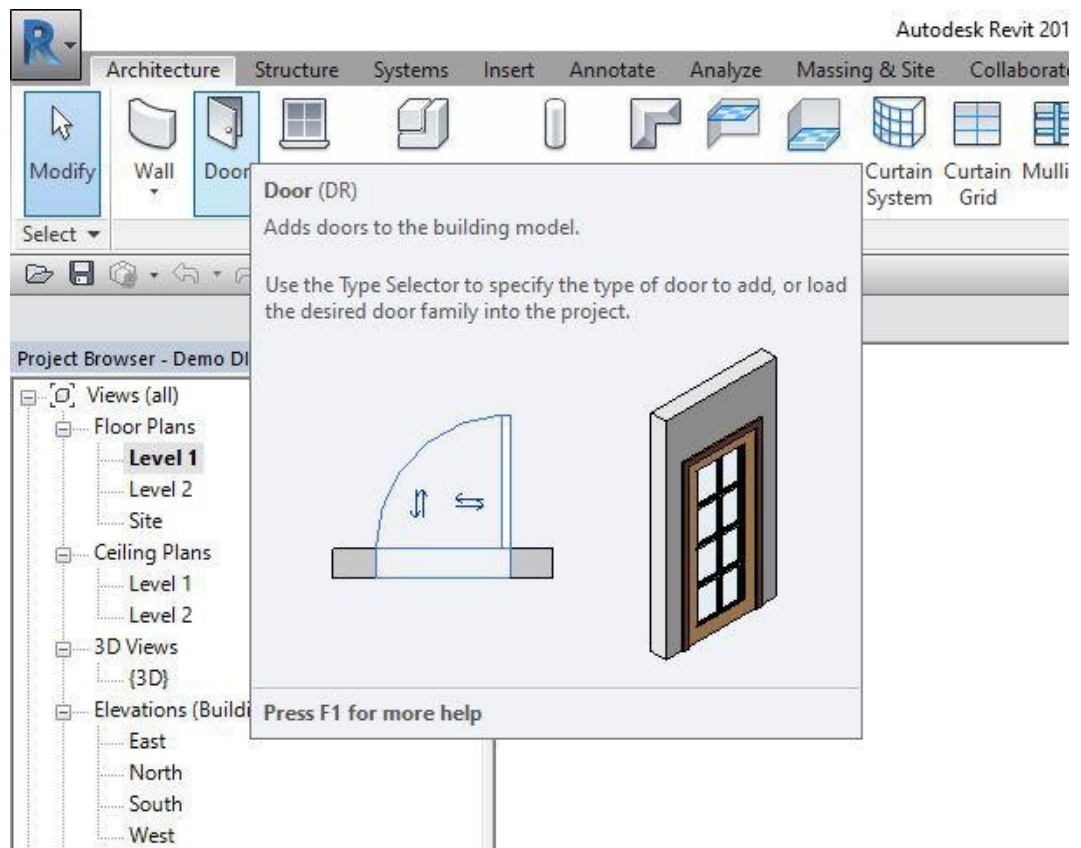 Autodesk Revit 201
Architecture Structure Systems Insert Annotate Analyze Massing & Site Collaborate
Modify Wall Door Curtain System Curtain Grid Mulli
Select
Door (DR)
Adds doors to the building model.
Use the Type Selector to specify the type of door to add, or load
the desired door family into the project.
Press F1 for more help
Project Browser - Demo DI
Views (all)
Floor Plans
Level 1
Level 2
Site
Ceiling Plans
Level 1
Level 2
3D Views
{3D}
Elevations (Buildi
East
North
South
West